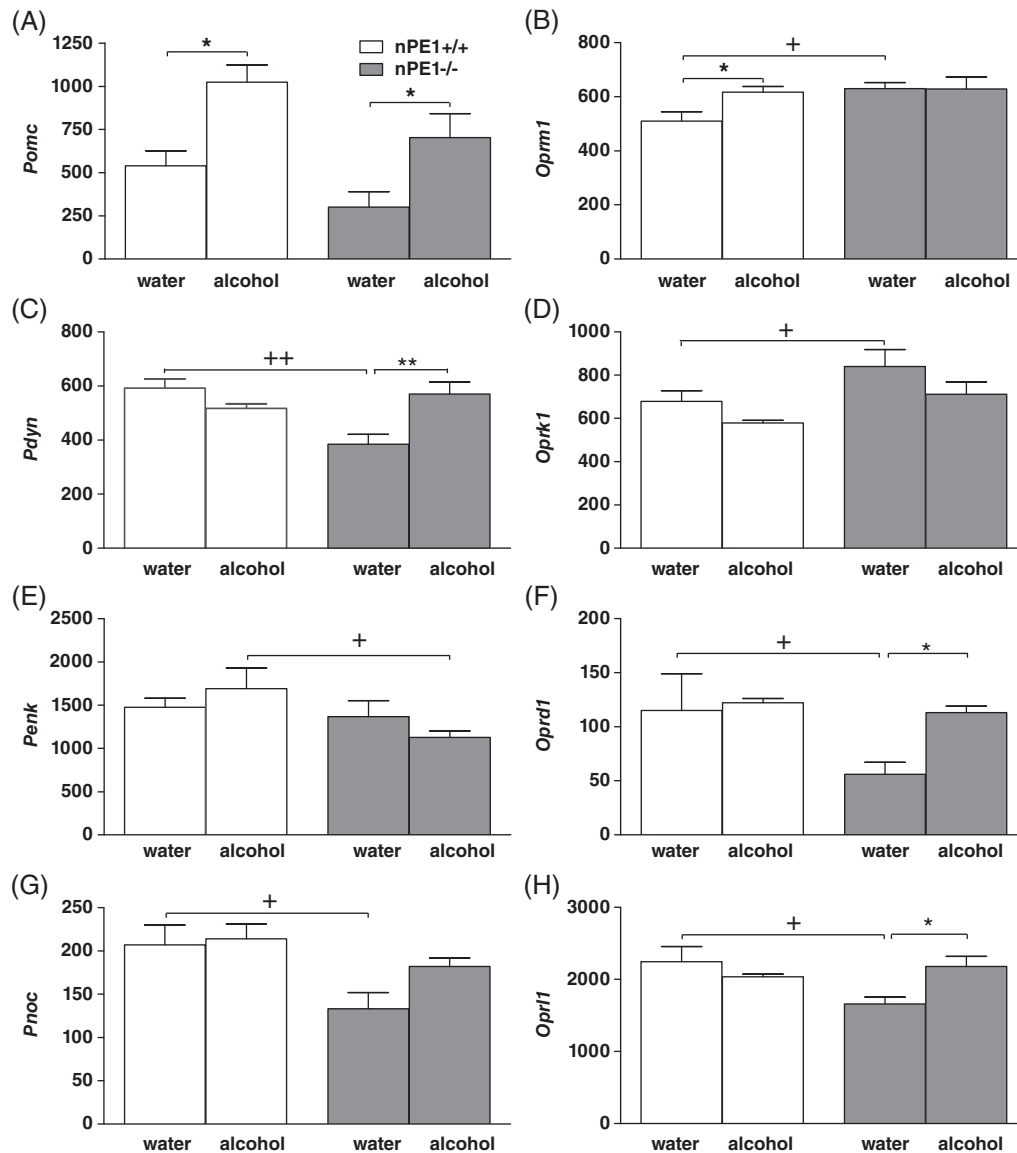 (A)
1250
1000
750
500
250
0
Pomc
*
*
nPE1+/+
nPE1-/-
water alcohol water alcohol
(B)
800
600
400
200
0
Oprm1
+
*
water alcohol water alcohol
(C)
800
600
400
200
0
Pdyn
++
**
water alcohol water alcohol
(D)
1000
800
600
400
200
0
Oprk1
+
water alcohol water alcohol
(E)
2500
2000
1500
1000
500
0
Penk
+
water alcohol water alcohol
(F)
200
150
100
50
0
Oprd1
+
*
water alcohol water alcohol
(G)
250
200
150
100
50
0
Pnoc
+
water alcohol water alcohol
(H)
3000
2000
1000
0
Oprl1
+
*
water alcohol water alcohol